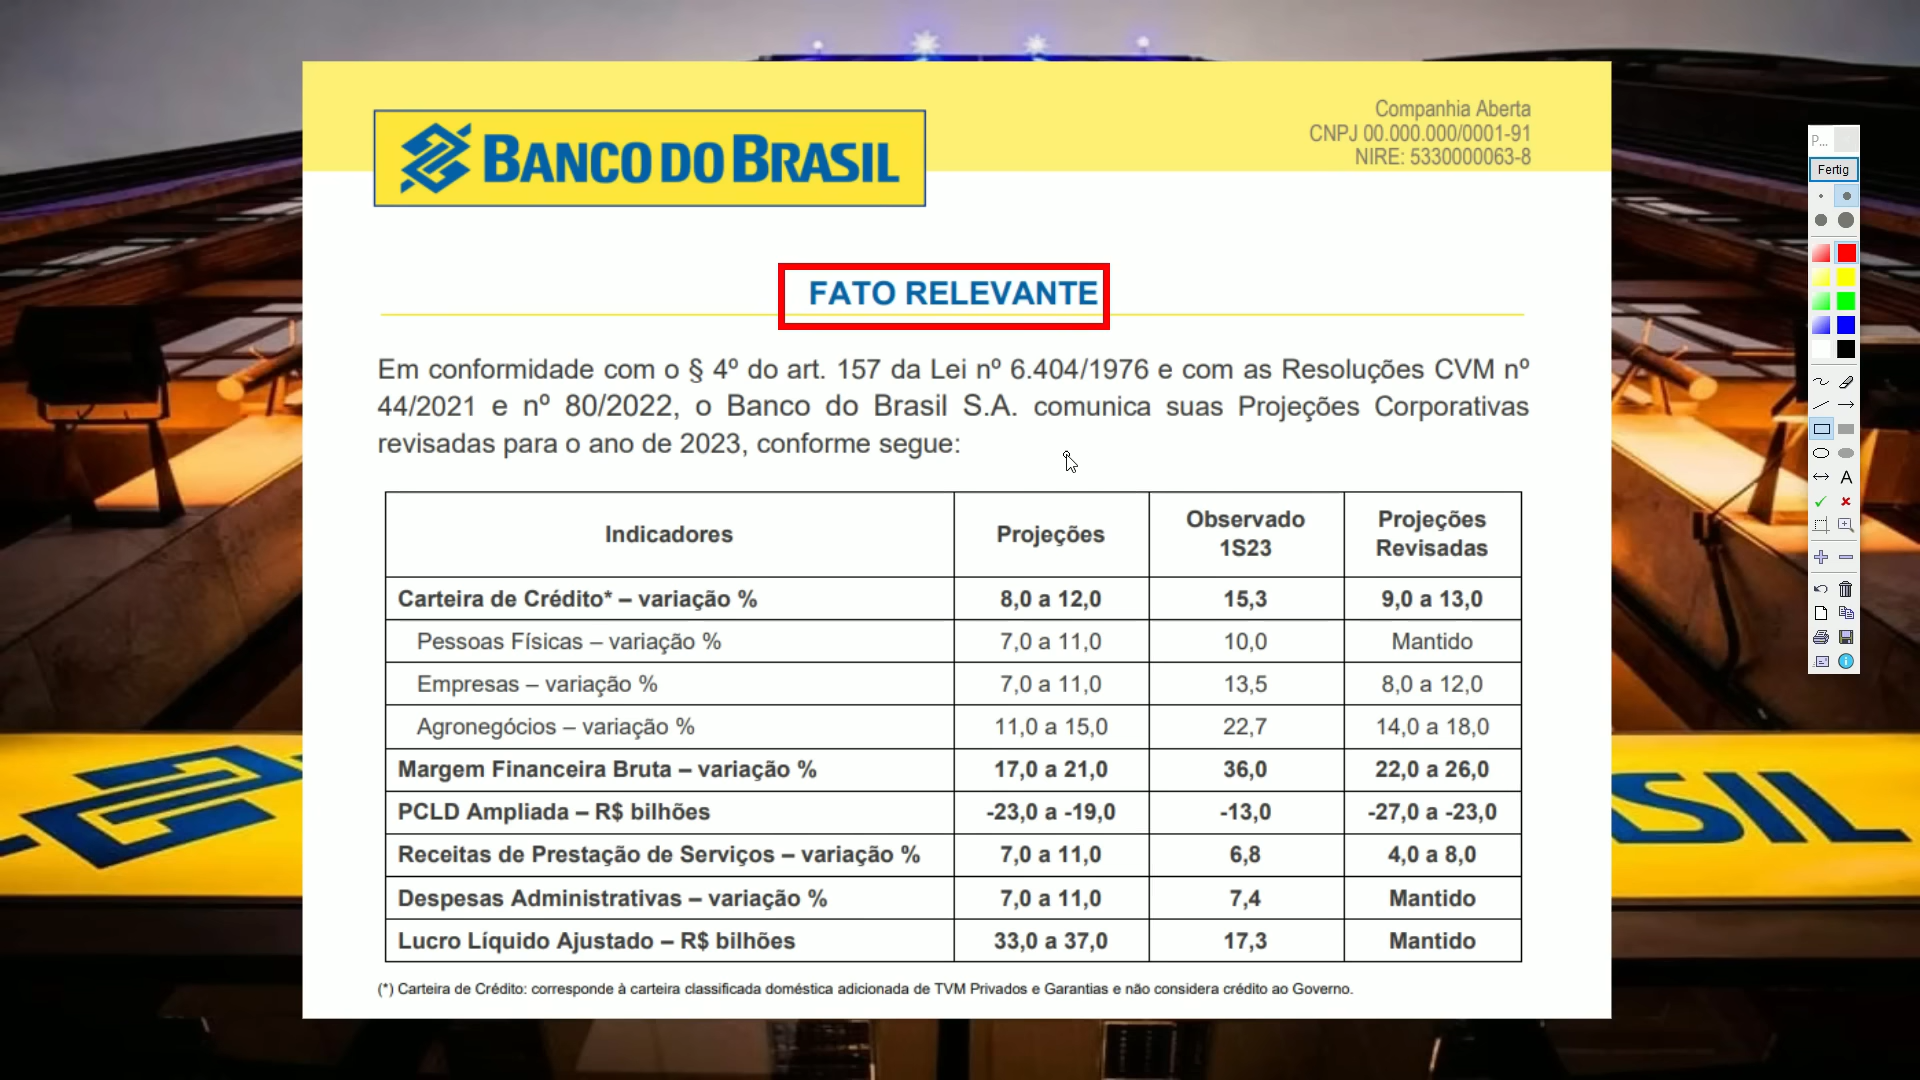 Companhia Aberta
CNPJ 00.000.000/0001-91
NIRE: 5330000063-8
BANCO DO BRASIL
FATO RELEVANTE
Em conformidade com o § 4º do art. 157 da Lei nº 6.404/1976 e com as Resoluções CVM nº
44/2021 e nº 80/2022, o Banco do Brasil S.A. comunica suas Projeções Corporativas
revisadas para o ano de 2023, conforme segue:
Indicadores Projeções Observado 1S23 Projeções Revisadas
Carteira de Crédito* – variação % 8,0 a 12,0 15,3 9,0 a 13,0
Pessoas Físicas – variação % 7,0 a 11,0 10,0 Mantido
Empresas – variação % 7,0 a 11,0 13,5 8,0 a 12,0
Agronegócios – variação % 11,0 a 15,0 22,7 14,0 a 18,0
Margem Financeira Bruta – variação % 17,0 a 21,0 36,0 22,0 a 26,0
PCLD Ampliada – R$ bilhões -23,0 a -19,0 -13,0 -27,0 a -23,0
Receitas de Prestação de Serviços – variação % 7,0 a 11,0 6,8 4,0 a 8,0
Despesas Administrativas – variação % 7,0 a 11,0 7,4 Mantido
Lucro Líquido Ajustado – R$ bilhões 33,0 a 37,0 17,3 Mantido
(*) Carteira de Crédito: corresponde à carteira classificada doméstica adicionada de TVM Privados e Garantias e não considera crédito ao Governo.
P...
Fertig
A
SIL